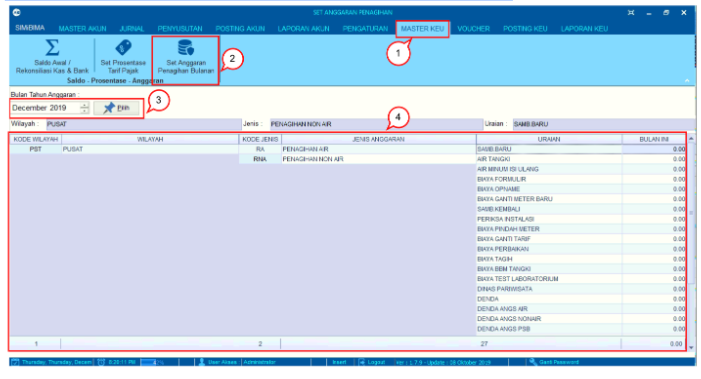 SET ANGGARAN PENAGIHAN
SIMABIMA MASTER AKUN JURNAL PENYUSUTAN POSTING AKUN LAPORAN AKUN PENGATURAN MASTER KEU VOUCHER POSTING KEU LAPORAN KEU
Saldo Awal / Rekonsiliasi Kas & Bank
Set Prosentase Tarif Pajak
Set Anggaran Penagihan Bulanan
Saldo - Prosentase - Anggaran
1
2
Bulan Tahun Anggaran :
December 2019 Pilih
3
4
Wilayah : PUSAT Jenis : PENAGIHAN NON AIR Uraian : SAMB.BARU
KODE WILAYAH WILAYAH KODE JENIS JENIS ANGGARAN URAIAN BULAN INI
PST PUSAT RA PENAGIHAN AIR SAMB.BARU 0.00
RNA PENAGIHAN NON AIR AIR TANGKI 0.00
AIR MINUM ISI ULANG 0.00
BIAYA FORMULIR 0.00
BIAYA OPNAME 0.00
BIAYA GANTI METER BARU 0.00
SAMB.KEMBALI 0.00
PERIKSA INSTALASI 0.00
BIAYA PINDAH METER 0.00
BIAYA GANTI TARIF 0.00
BIAYA PERBAIKAN 0.00
BIAYA TAGIH 0.00
BIAYA BBM TANGKI 0.00
BIAYA TEST LABORATORIUM 0.00
DINAS PARIWISATA 0.00
DENDA 0.00
DENDA ANGS AIR 0.00
DENDA ANGS NONAIR 0.00
DENDA ANGS PSB 0.00
1 2 27 0.00
Thursday, Thursday, Decem 8:20:11 PM User Akses Administrator Insert Logout Ver : 1.7.9 - Update : 28 Oktober 2019 Ganti Password